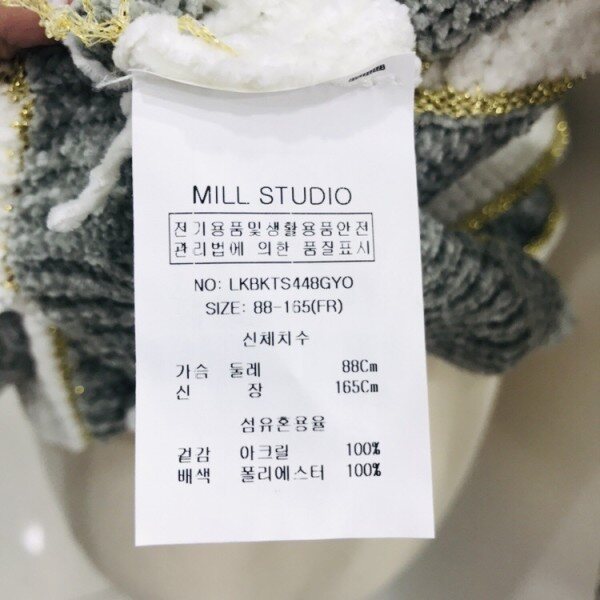 MILL STUDIO
전기용품및생활용품안전
관리법에 의한 품질표시
NO: LKBKTS448GYO
SIZE: 88-165(FR)
신체치수
가슴 둘레 88Cm
신 장 165Cm
섬유혼용율
겉감 아크릴 100%
배색 폴리에스터 100%